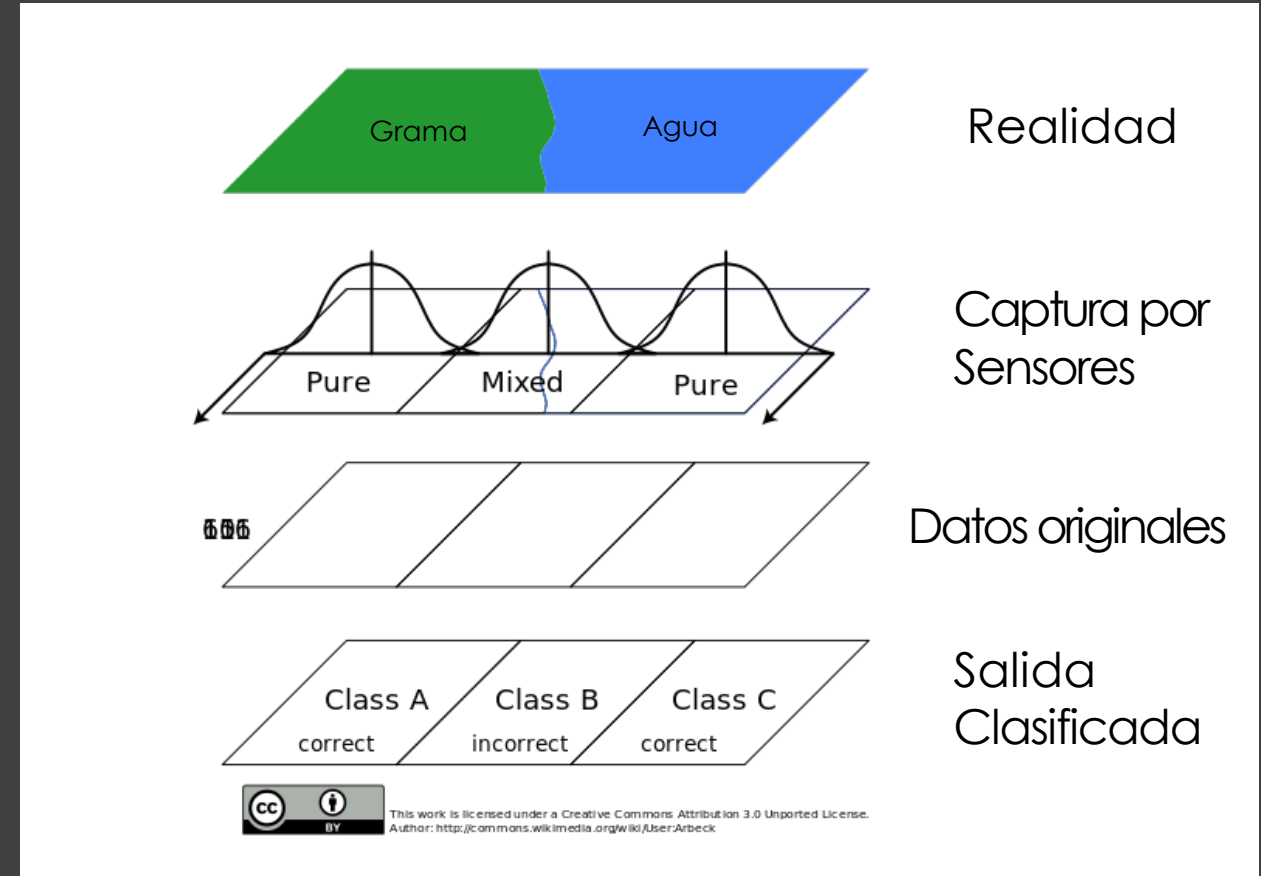 Grama
Agua
Realidad
Captura por
Sensores
Pure
Mixed
Pure
Datos originales
Salida
Clasificada
Class A
Class B
Class C
correct
incorrect
correct
cc
BY
This work is licensed under a Creative Commons Attribution 3.0 Unported License.
Author: http://commons.wikimedia.org/wiki/User:Arbeck